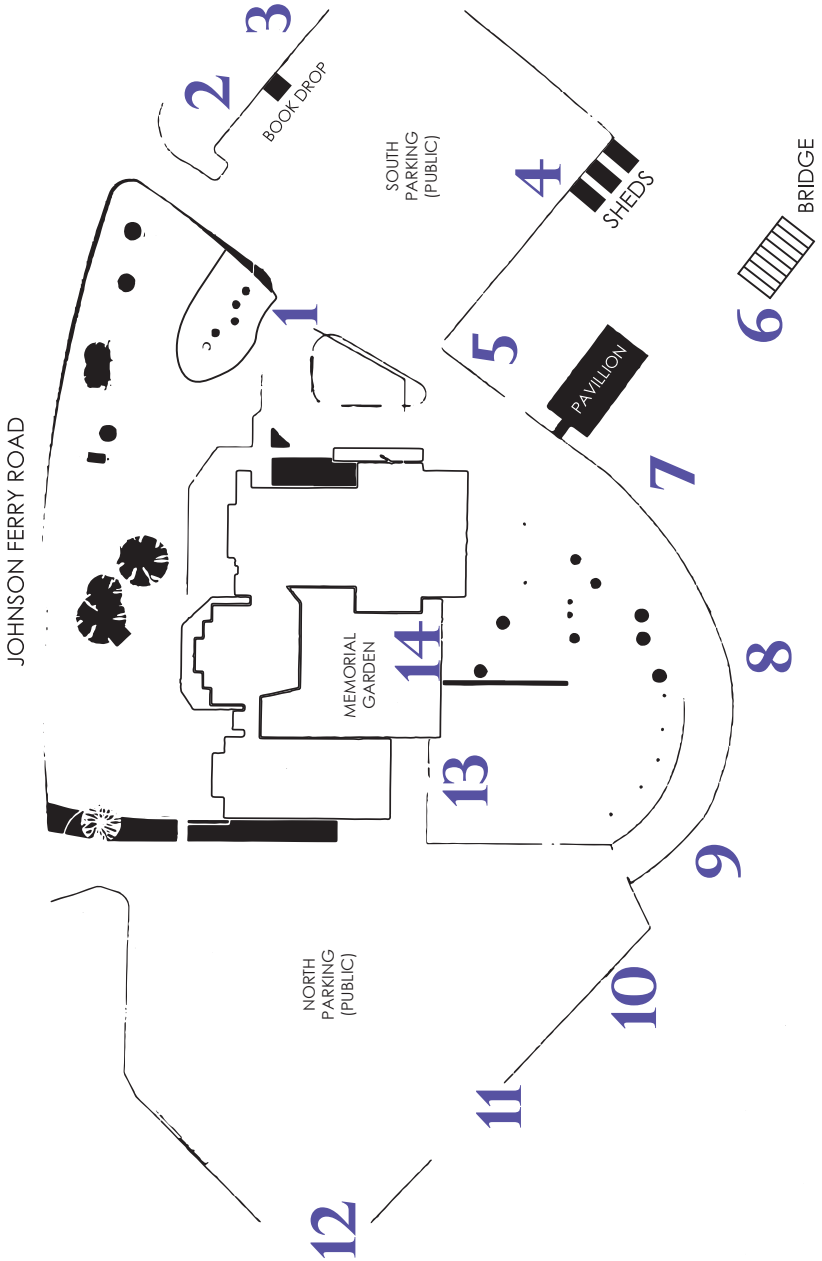 JOHNSON FERRY ROAD
2
3
BOOK DROP
1
12
NORTH
PARKING
(PUBLIC)
MEMORIAL
GARDEN
SOUTH
PARKING
(PUBLIC)
14
13
11
5
4
PAVILLION
SHEDS
10
7
9
8
6
BRIDGE